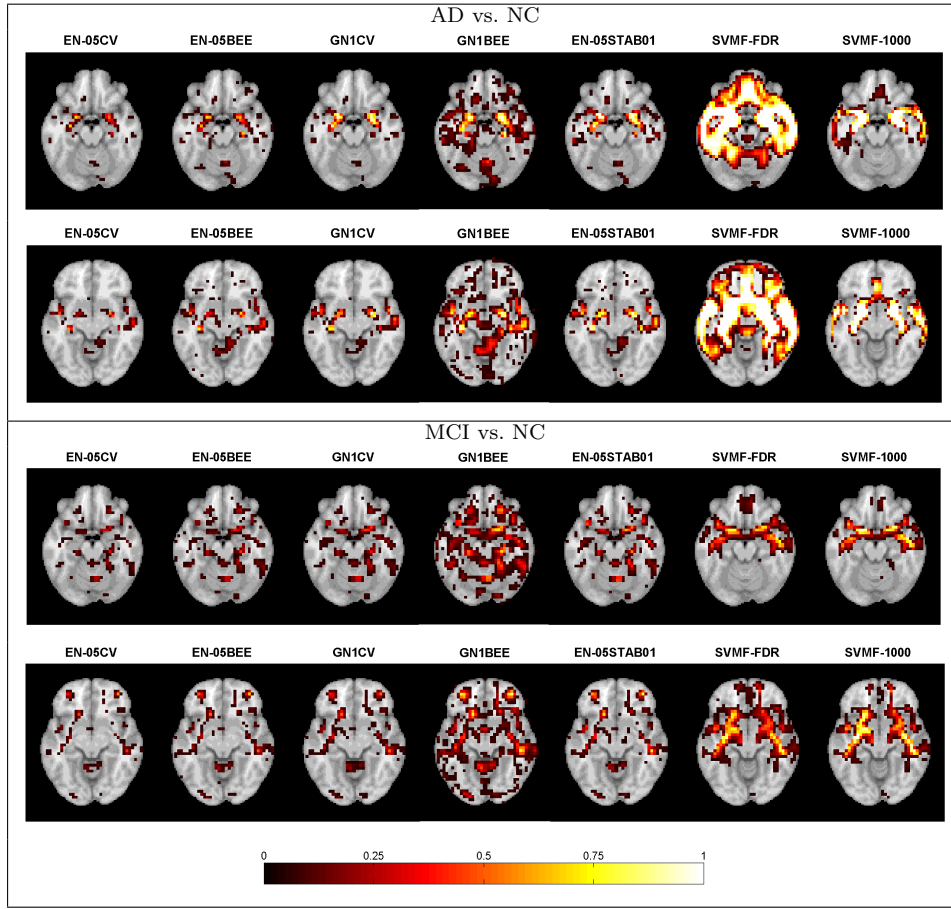 AD vs. NC
EN-05CV EN-05BEE GN1CV GN1BEE EN-05STAB01 SVMF-FDR SVMF-1000
EN-05CV EN-05BEE GN1CV GN1BEE EN-05STAB01 SVMF-FDR SVMF-1000
MCI vs. NC
EN-05CV EN-05BEE GN1CV GN1BEE EN-05STAB01 SVMF-FDR SVMF-1000
EN-05CV EN-05BEE GN1CV GN1BEE EN-05STAB01 SVMF-FDR SVMF-1000
0 0.25 0.5 0.75 1